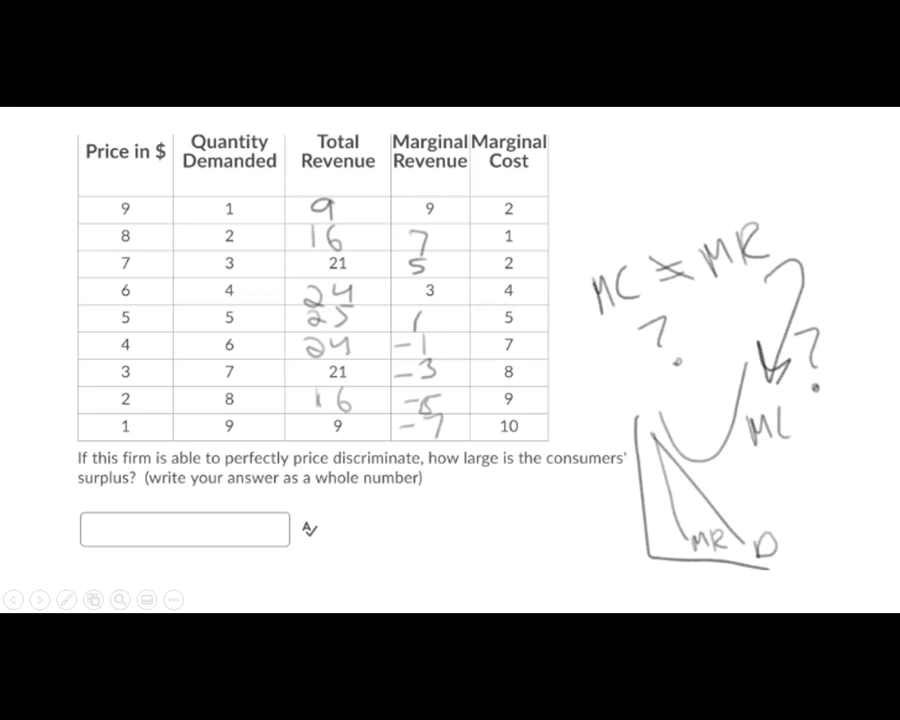 Price in $ Quantity Demanded Total Revenue Marginal Revenue Marginal Cost
9 1 9 9 2
8 2 16 7 1
7 3 21 5 2
6 4 24 3 4
5 5 25 1 5
4 6 24 -1 7
3 7 21 -3 8
2 8 16 -5 9
1 9 9 -7 10
If this firm is able to perfectly price discriminate, how large is the consumers'
surplus? (write your answer as a whole number)
MC ≠ MR
?
?
MC
MR D